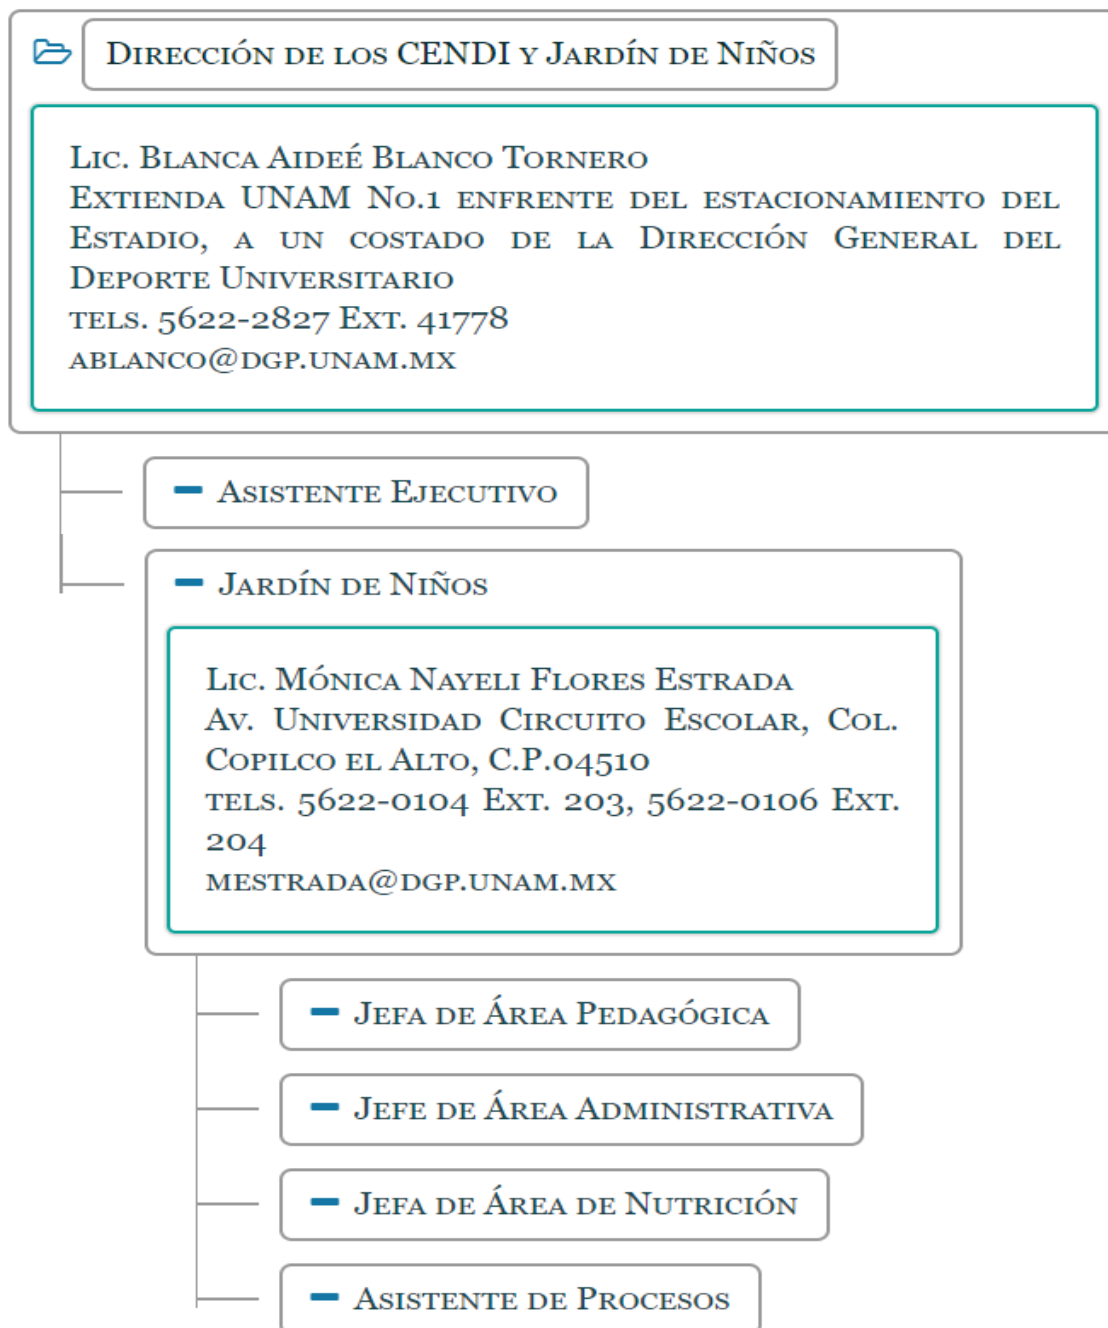 Dirección de los CENDI y Jardín de Niños
Lic. Blanca Aideé Blanco Tornero
Extienda UNAM No.1 enfrente del estacionamiento del
Estadio, a un costado de la Dirección General del
Deporte Universitario
tels. 5622-2827 Ext. 41778
ablanco@dgp.unam.mx
Asistente Ejecutivo
Jardín de Niños
Lic. Mónica Nayeli Flores Estrada
Av. Universidad Circuito Escolar, Col.
Copilco el Alto, C.P.04510
tels. 5622-0104 Ext. 203, 5622-0106 Ext.
204
mestrada@dgp.unam.mx
Jefa de Área Pedagógica
Jefe de Área Administrativa
Jefa de Área de Nutrición
Asistente de Procesos